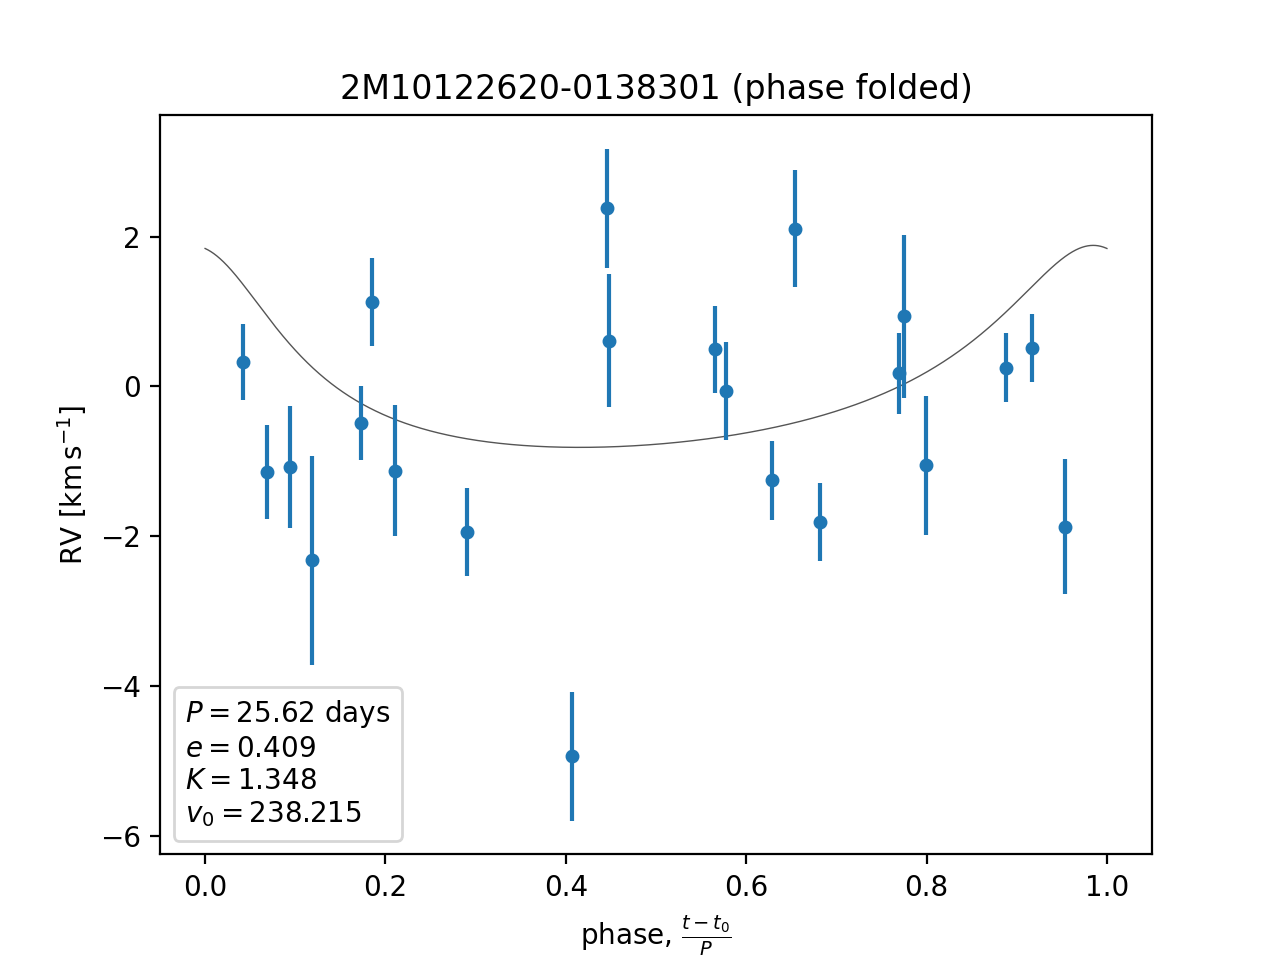 2M10122620-0138301 (phase folded)
2
0
−2
−4
−6
RV [km s⁻¹]
P = 25.62 days
e = 0.409
K = 1.348
v₀ = 238.215
0.0 0.2 0.4 0.6 0.8 1.0
phase, (t − t₀)/P